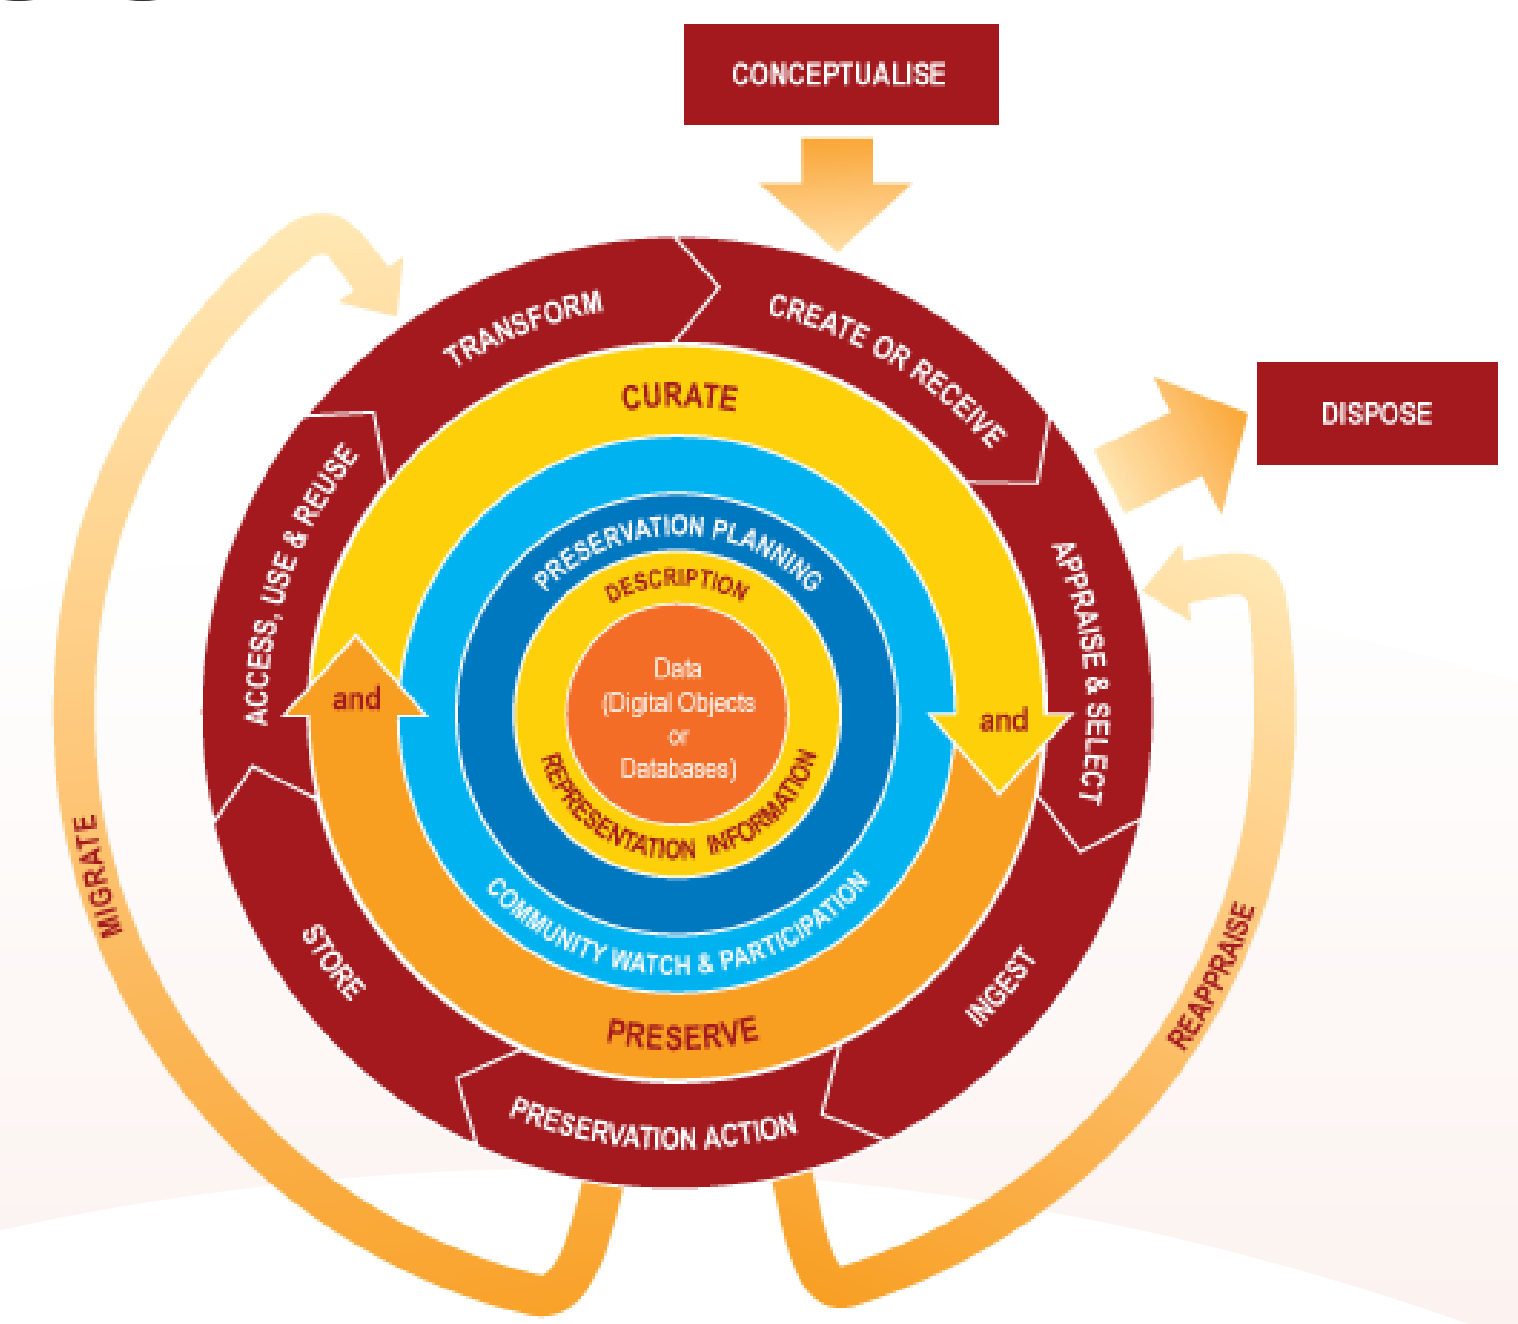 CONCEPTUALISE
TRANSFORM
CREATE OR RECEIVE
CURATE
DISPOSE
ACCESS, USE & REUSE
PRESERVATION PLANNING
APPRAISE & SELECT
DESCRIPTION
Data
(Digital Objects
or
Databases)
and
and
REPRESENTATION INFORMATION
MIGRATE
COMMUNITY WATCH & PARTICIPATION
STORE
INGEST
REAPPRAISE
PRESERVE
PRESERVATION ACTION